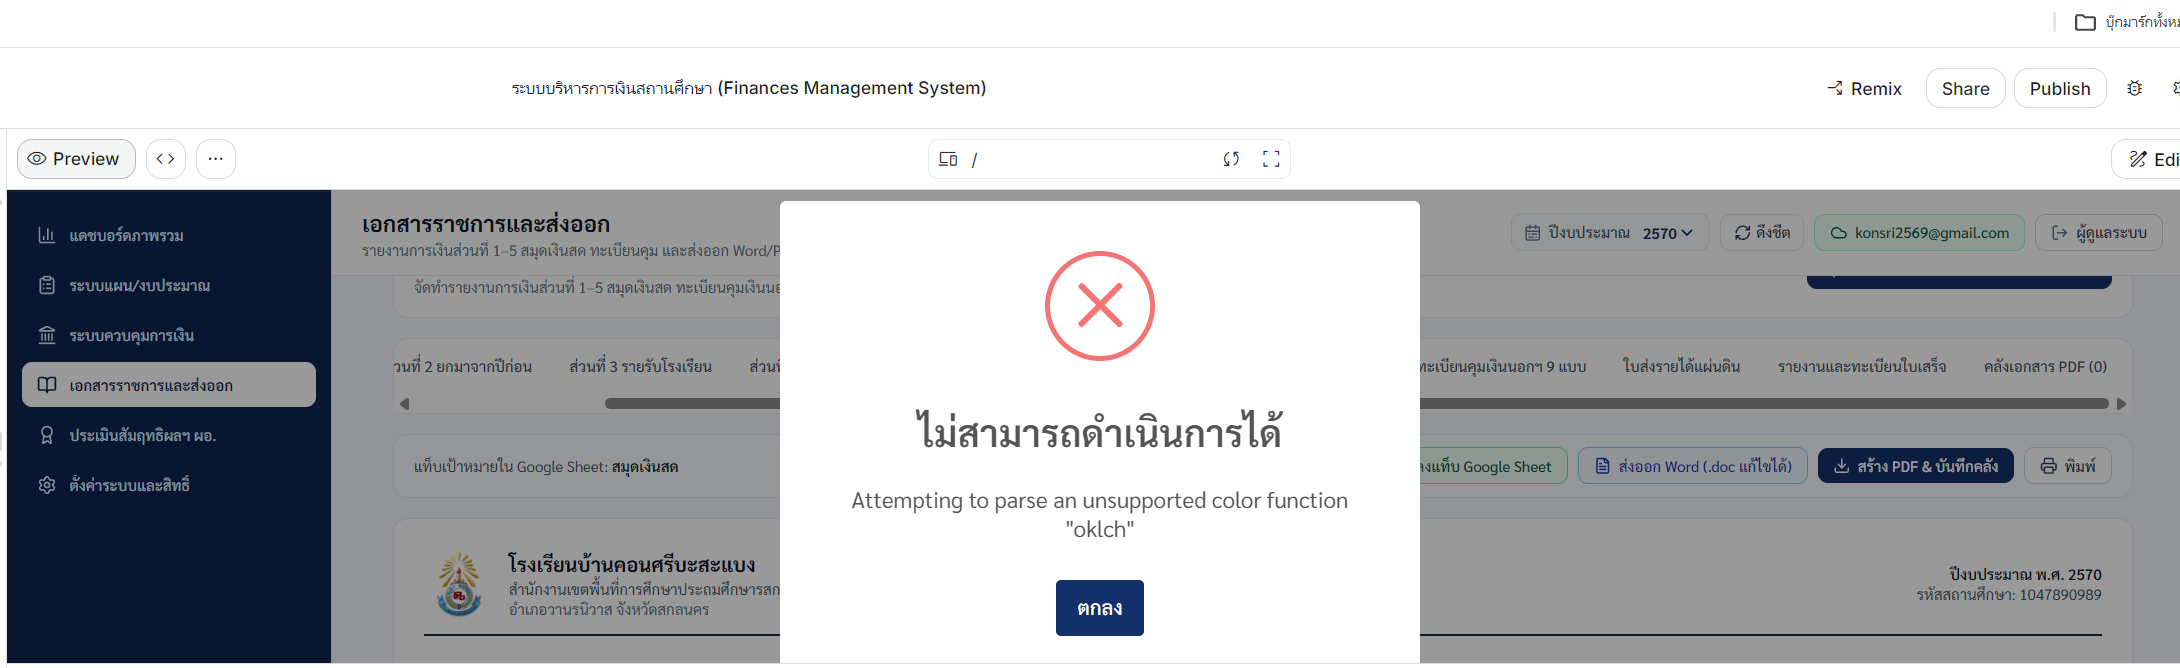 บุ๊กมาร์กทั้งหม
ระบบบริหารการเงินสถานศึกษา (Finances Management System)
Remix
Share
Publish
Preview
/
Edi
แดชบอร์ดภาพรวม
ระบบแผน/งบประมาณ
ระบบควบคุมการเงิน
เอกสารราชการและส่งออก
ประเมินสัมฤทธิผลฯ ผอ.
ตั้งค่าระบบและสิทธิ์
เอกสารราชการและส่งออก
รายงานการเงินส่วนที่ 1–5 สมุดเงินสด ทะเบียนคุม และส่งออก Word/P
ปีงบประมาณ 2570
ดึงชีต
konsri2569@gmail.com
ผู้ดูแลระบบ
จัดทำรายงานการเงินส่วนที่ 1–5 สมุดเงินสด ทะเบียนคุมเงินนอ
วนที่ 2 ยกมาจากปีก่อน
ส่วนที่ 3 รายรับโรงเรียน
ส่วนที่
ทะเบียนคุมเงินนอกฯ 9 แบบ
ใบส่งรายได้แผ่นดิน
รายงานและทะเบียนใบเสร็จ
คลังเอกสาร PDF (0)
แท็บเป้าหมายใน Google Sheet: สมุดเงินสด
ลงแท็บ Google Sheet
ส่งออก Word (.doc แก้ไขได้)
สร้าง PDF & บันทึกคลัง
พิมพ์
โรงเรียนบ้านคอนศรีบะสะแบง
สำนักงานเขตพื้นที่การศึกษาประถมศึกษาสก
อำเภอวานรนิวาส จังหวัดสกลนคร
ปีงบประมาณ พ.ศ. 2570
รหัสสถานศึกษา: 1047890989
ไม่สามารถดำเนินการได้
Attempting to parse an unsupported color function
"oklch"
ตกลง